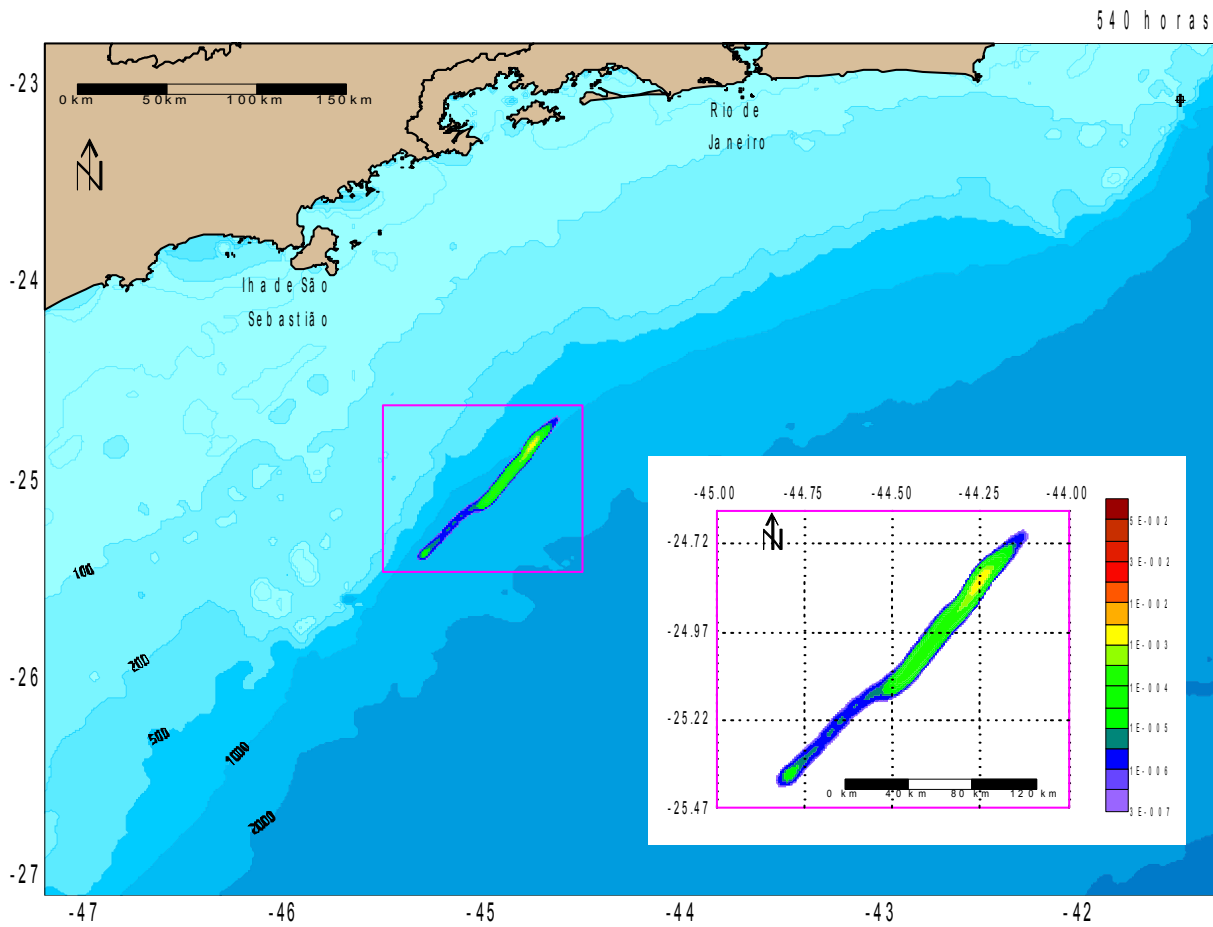 540 horas
-23
0km 50km 100km 150km
N
Rio de
Janeiro
-24
Ilha de São
Sebastião
-25
100
200
-26
500
1000
2000
-27
-47 -46 -45 -44 -43 -42
-45.00 -44.75 -44.50 -44.25 -44.00
N
-24.72
-24.97
-25.22
-25.47
0 km 40 km 80 km 120 km
5E-002
3E-002
1E-002
1E-003
1E-004
1E-005
1E-006
3E-007